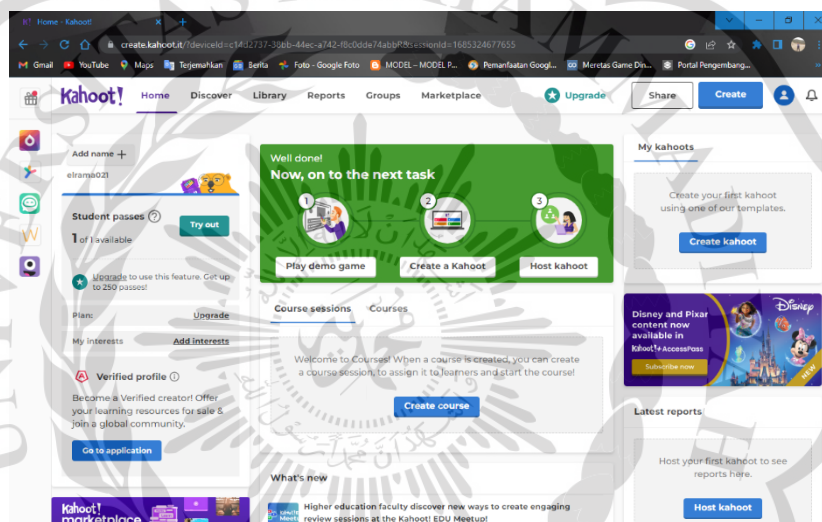 Home - Kahoot!
create.kahoot.it/?deviceId=c14d2737-38bb-44ec-a742-f8c0dde74abbR&sessionId=1685324677655
Gmail YouTube Maps Terjemahkan Berita Foto - Google Foto MODEL – MODEL P... Pemanfaatan Googl... Meretas Game Din... Portal Pengembang...
Kahoot! Home Discover Library Reports Groups Marketplace Upgrade Share Create
Add name +
elrama021
Student passes
1 of 1 available
Try out
Upgrade to use this feature. Get up
to 250 passes!
Plan: Upgrade
My interests Add interests
Verified profile
Become a Verified creator! Offer
your learning resources for sale &
join a global community.
Go to application
Kahoot!
marketplace
Well done!
Now, on to the next task
1 2 3
Play demo game Create a Kahoot Host kahoot
Course sessions Courses
Welcome to Courses! When a course is created, you can create
a course session, to assign it to learners and start the course!
Create course
What's new
Higher education faculty discover new ways to create engaging
review sessions at the Kahoot! EDU Meetup!
My kahoots
Create your first kahoot
using one of our templates.
Create kahoot
Disney and Pixar
content now
available in
Kahoot!+ AccessPass
Subscribe now
Disney
NEW
Latest reports
Host your first kahoot to see
reports here.
Host kahoot